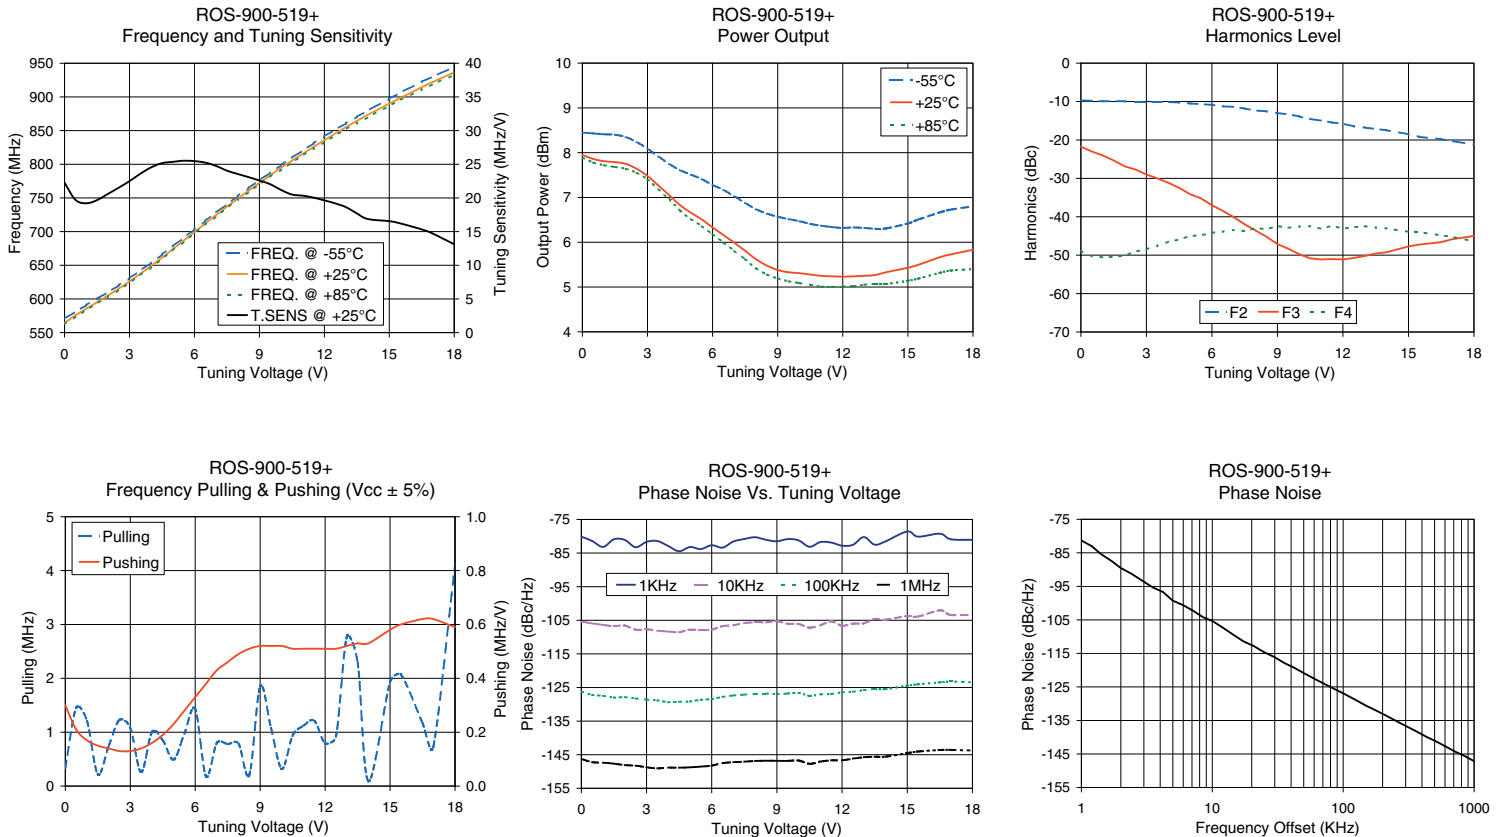 ROS-900-519+
Frequency and Tuning Sensitivity
950
900
850
800
750
700
650
600
550
Frequency (MHz)
40
35
30
25
20
15
10
5
0
Tuning Sensitivity (MHz/V)
FREQ. @ -55°C
FREQ. @ +25°C
FREQ. @ +85°C
T.SENS @ +25°C
0 3 6 9 12 15 18
Tuning Voltage (V)
ROS-900-519+
Power Output
10
9
8
7
6
5
4
Output Power (dBm)
-55°C
+25°C
+85°C
0 3 6 9 12 15 18
Tuning Voltage (V)
ROS-900-519+
Harmonics Level
0
-10
-20
-30
-40
-50
-60
-70
Harmonics (dBc)
F2 F3 F4
0 3 6 9 12 15 18
Tuning Voltage (V)
ROS-900-519+
Frequency Pulling & Pushing (Vcc ± 5%)
5
4
3
2
1
0
Pulling (MHz)
1.0
0.8
0.6
0.4
0.2
0.0
Pushing (MHz/V)
Pulling
Pushing
0 3 6 9 12 15 18
Tuning Voltage (V)
ROS-900-519+
Phase Noise Vs. Tuning Voltage
-75
-85
-95
-105
-115
-125
-135
-145
-155
Phase Noise (dBc/Hz)
1KHz 10KHz 100KHz 1MHz
0 3 6 9 12 15 18
Tuning Voltage (V)
ROS-900-519+
Phase Noise
-75
-85
-95
-105
-115
-125
-135
-145
-155
Phase Noise (dBc/Hz)
1 10 100 1000
Frequency Offset (KHz)